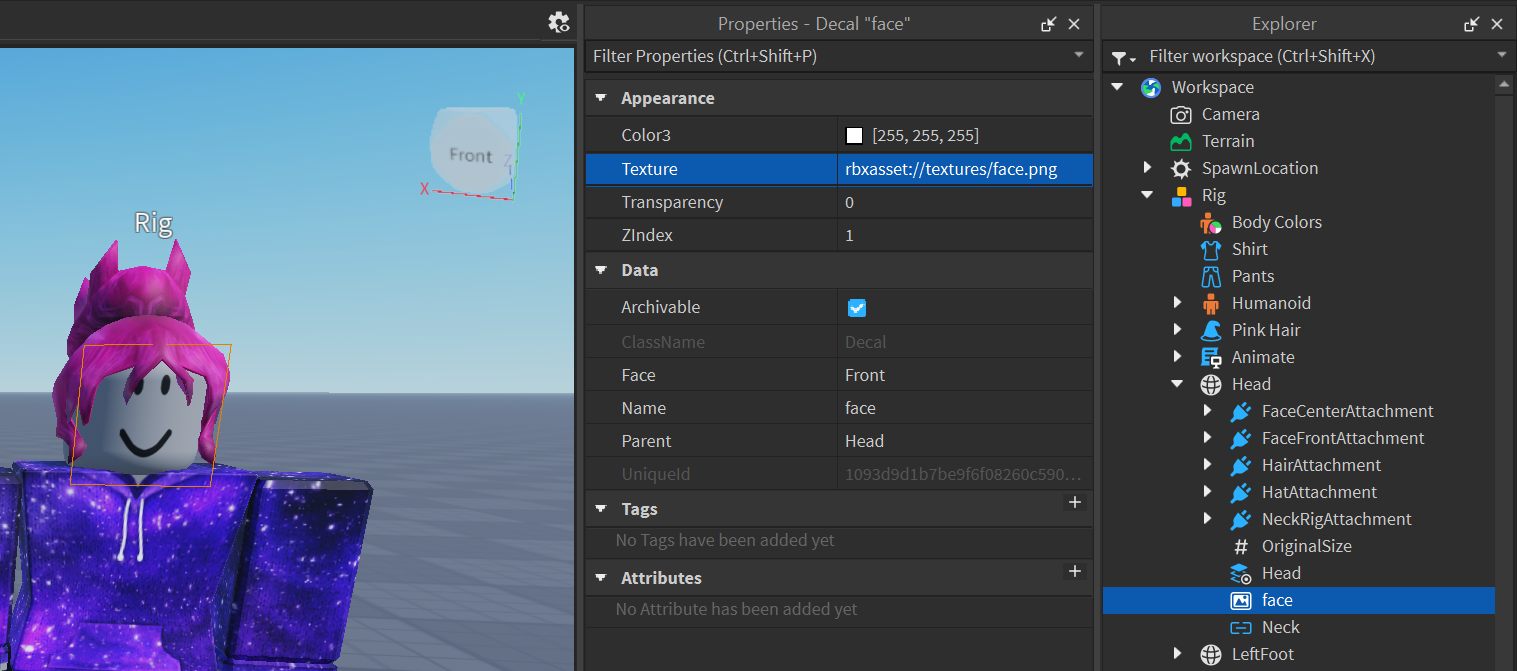 Properties - Decal "face"
Explorer
Filter Properties (Ctrl+Shift+P)
Filter workspace (Ctrl+Shift+X)
Y
Front
Z
X
Rig
Appearance
Color3 [255, 255, 255]
Texture rbxasset://textures/face.png
Transparency 0
ZIndex 1
Data
Archivable
ClassName Decal
Face Front
Name face
Parent Head
UniqueId 1093d9d1b7be9f6f08260c590...
Tags
No Tags have been added yet
Attributes
No Attribute has been added yet
Workspace
Camera
Terrain
SpawnLocation
Rig
Body Colors
Shirt
Pants
Humanoid
Pink Hair
Animate
Head
FaceCenterAttachment
FaceFrontAttachment
HairAttachment
HatAttachment
NeckRigAttachment
OriginalSize
Head
face
Neck
LeftFoot